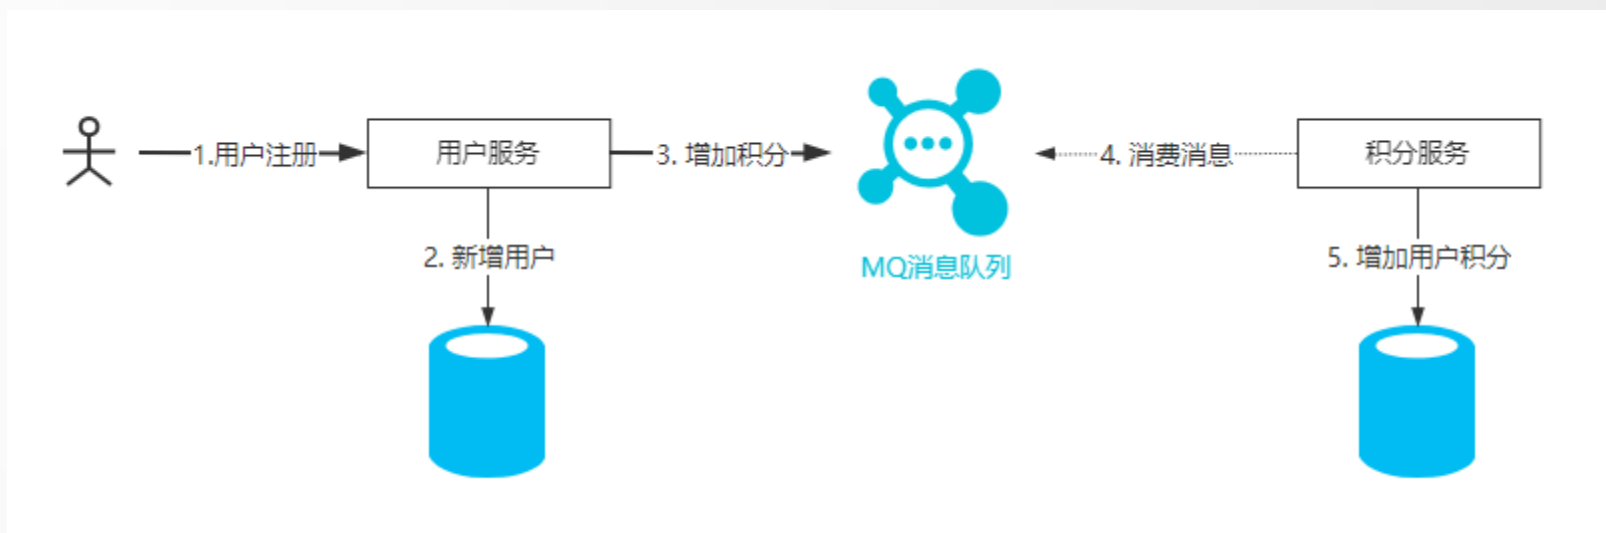 1.用户注册
用户服务
3. 增加积分
4. 消费消息
积分服务
2. 新增用户
MQ消息队列
5. 增加用户积分